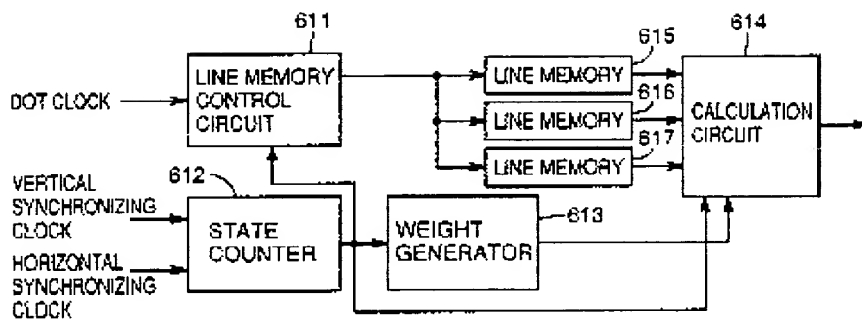 611
LINE MEMORY
CONTROL
CIRCUIT
DOT CLOCK
615
LINE MEMORY
616
LINE MEMORY
617
LINE MEMORY
614
CALCULATION
CIRCUIT
VERTICAL
SYNCHRONIZING
CLOCK
HORIZONTAL
SYNCHRONIZING
CLOCK
612
STATE
COUNTER
613
WEIGHT
GENERATOR